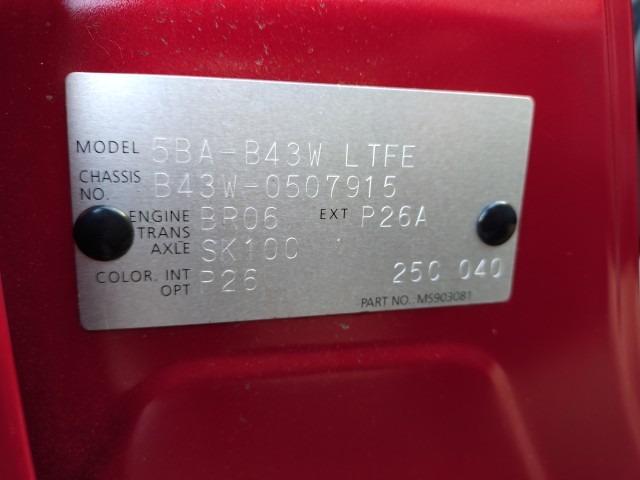 MODEL 5BA-B43W LTFE
CHASSIS NO. B43W-0507915
ENGINE BR06 EXT P26A
TRANS AXLE SK100
COLOR, INT OPT P26 25C 040
PART NO.: MS903081